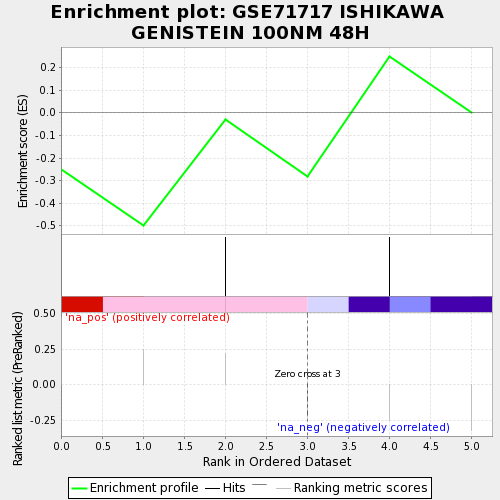 Enrichment plot: GSE71717 ISHIKAWA
GENISTEIN 100NM 48H
Enrichment score (ES)
0.2
0.1
0.0
-0.1
-0.2
-0.3
-0.4
-0.5
Ranked list metric (PreRanked)
0.50
0.25
0.00
-0.25
'na_pos' (positively correlated)
Zero cross at 3
'na_neg' (negatively correlated)
0.0 0.5 1.0 1.5 2.0 2.5 3.0 3.5 4.0 4.5 5.0
Rank in Ordered Dataset
Enrichment profile Hits Ranking metric scores